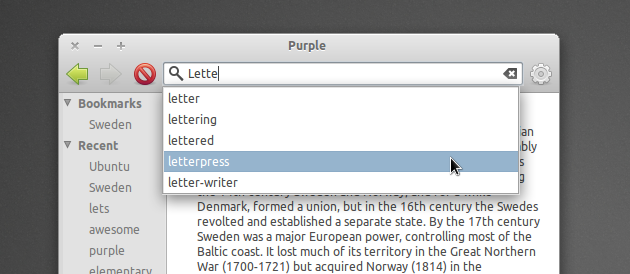 Purple
Lette
Bookmarks
Sweden
Recent
Ubuntu
Sweden
lets
awesome
purple
elementary
letter
lettering
lettered
letterpress
letter-writer
Denmark, formed a union, but in the 16th century the Swedes
revolted and established a separate state. By the 17th century
Sweden was a major European power, controlling most of the
Baltic coast. It lost much of its territory in the Great Northern
War (1700-1721) but acquired Norway (1814) in the